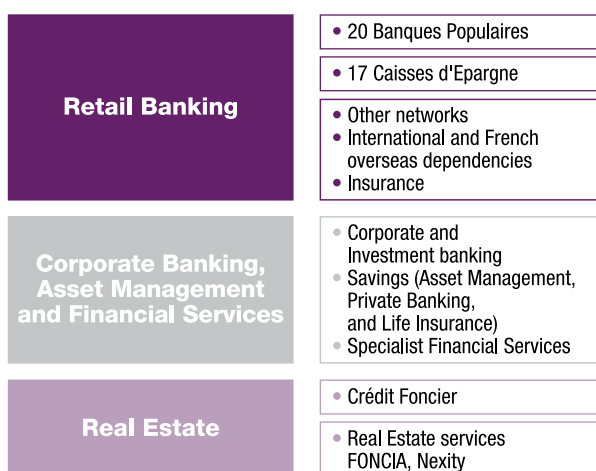 Retail Banking
• 20 Banques Populaires
• 17 Caisses d'Epargne
• Other networks
• International and French
overseas dependencies
• Insurance
Corporate Banking,
Asset Management
and Financial Services
• Corporate and
Investment banking
• Savings (Asset Management,
Private Banking,
and Life Insurance)
• Specialist Financial Services
Real Estate
• Crédit Foncier
• Real Estate services
FONCIA, Nexity